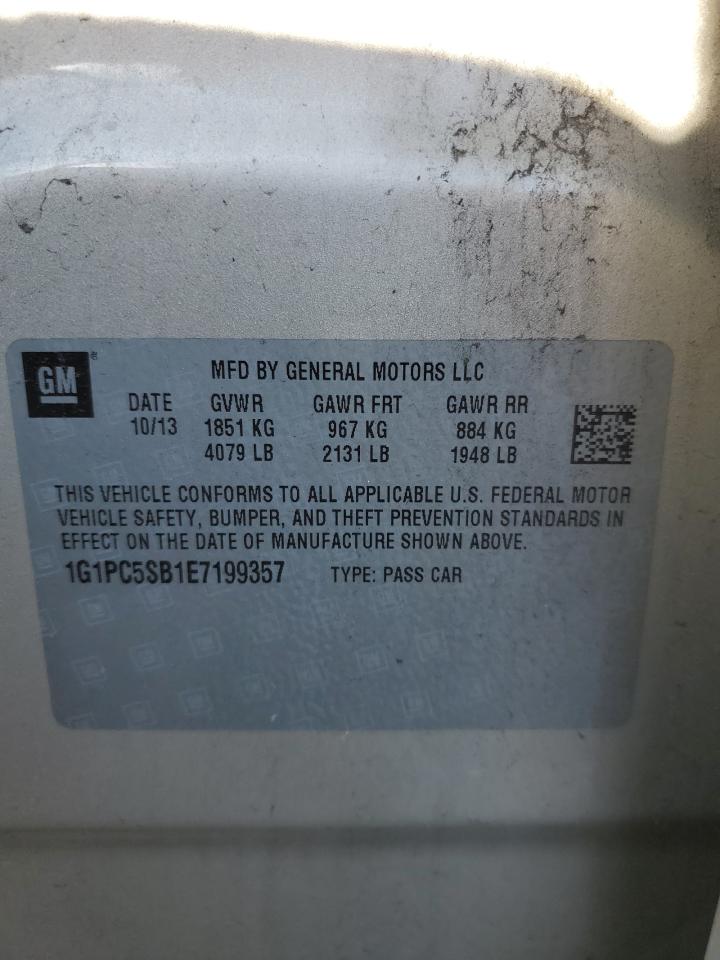 GM ®
MFD BY GENERAL MOTORS LLC
DATE GVWR GAWR FRT GAWR RR
10/13 1851 KG 967 KG 884 KG
4079 LB 2131 LB 1948 LB
THIS VEHICLE CONFORMS TO ALL APPLICABLE U.S. FEDERAL MOTOR
VEHICLE SAFETY, BUMPER, AND THEFT PREVENTION STANDARDS IN
EFFECT ON THE DATE OF MANUFACTURE SHOWN ABOVE.
1G1PC5SB1E7199357 TYPE: PASS CAR